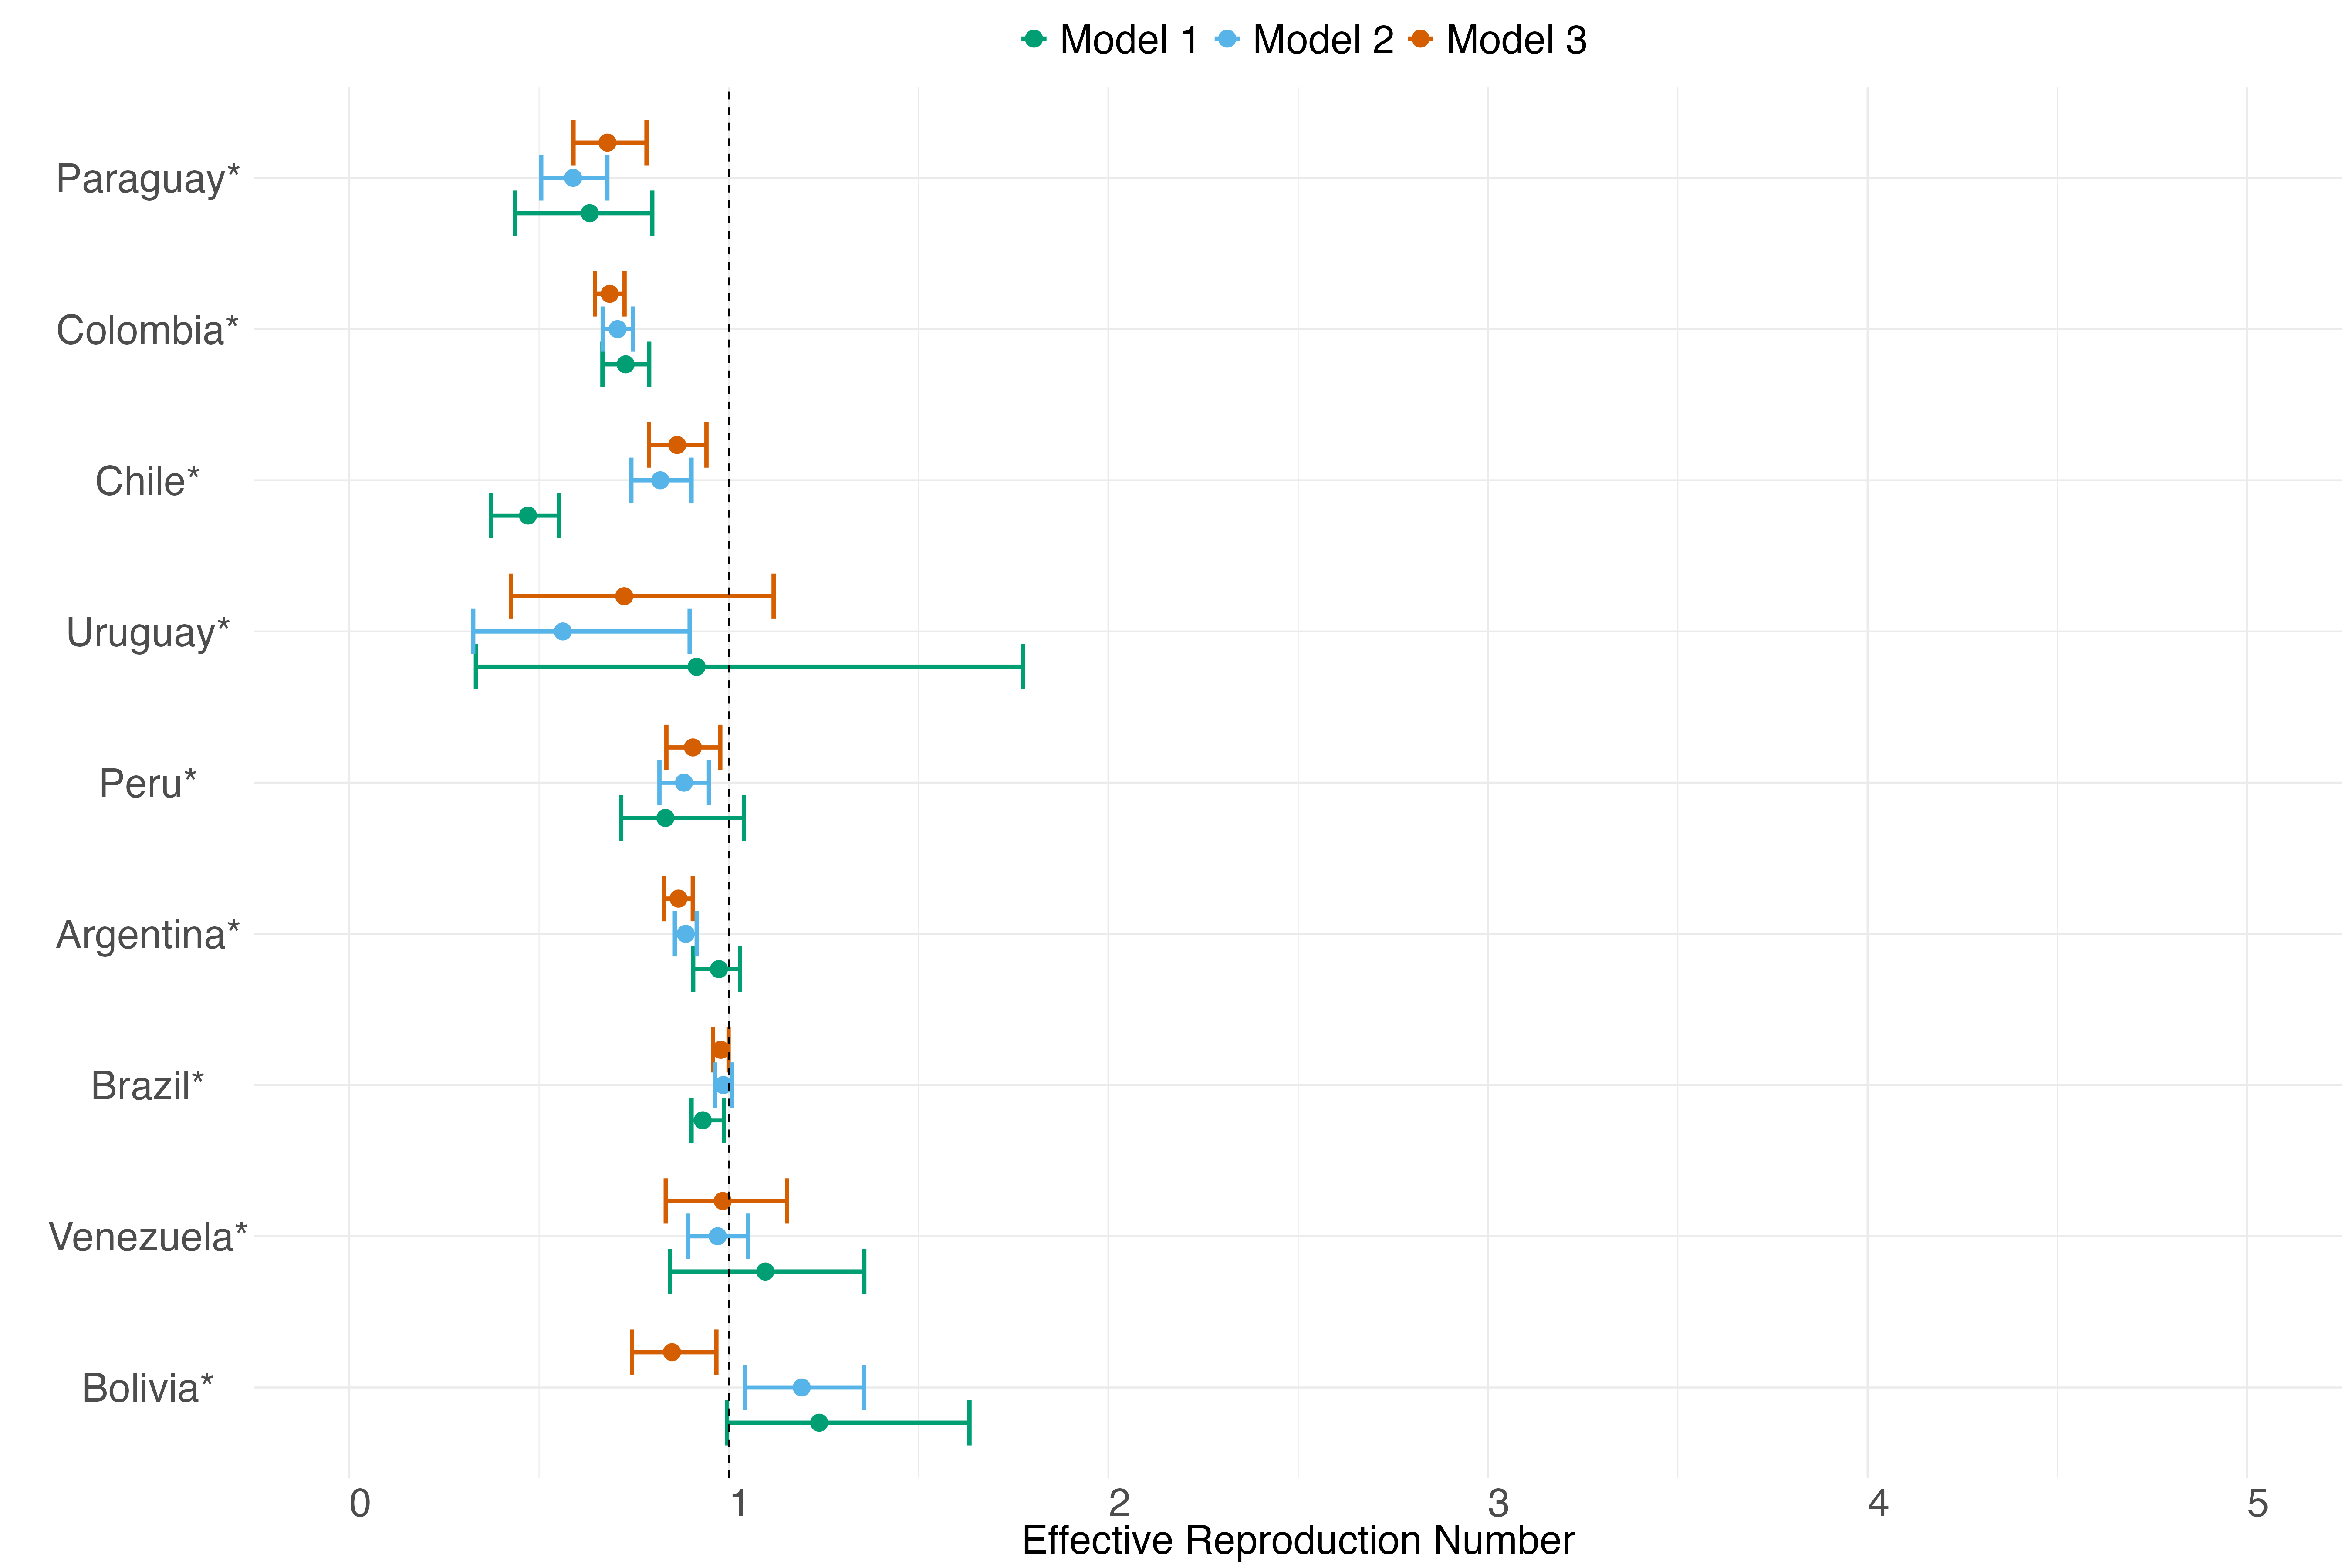 Model 1 Model 2 Model 3
Paraguay*
Colombia*
Chile*
Uruguay*
Peru*
Argentina*
Brazil*
Venezuela*
Bolivia*
0 1 2 3 4 5
Effective Reproduction Number